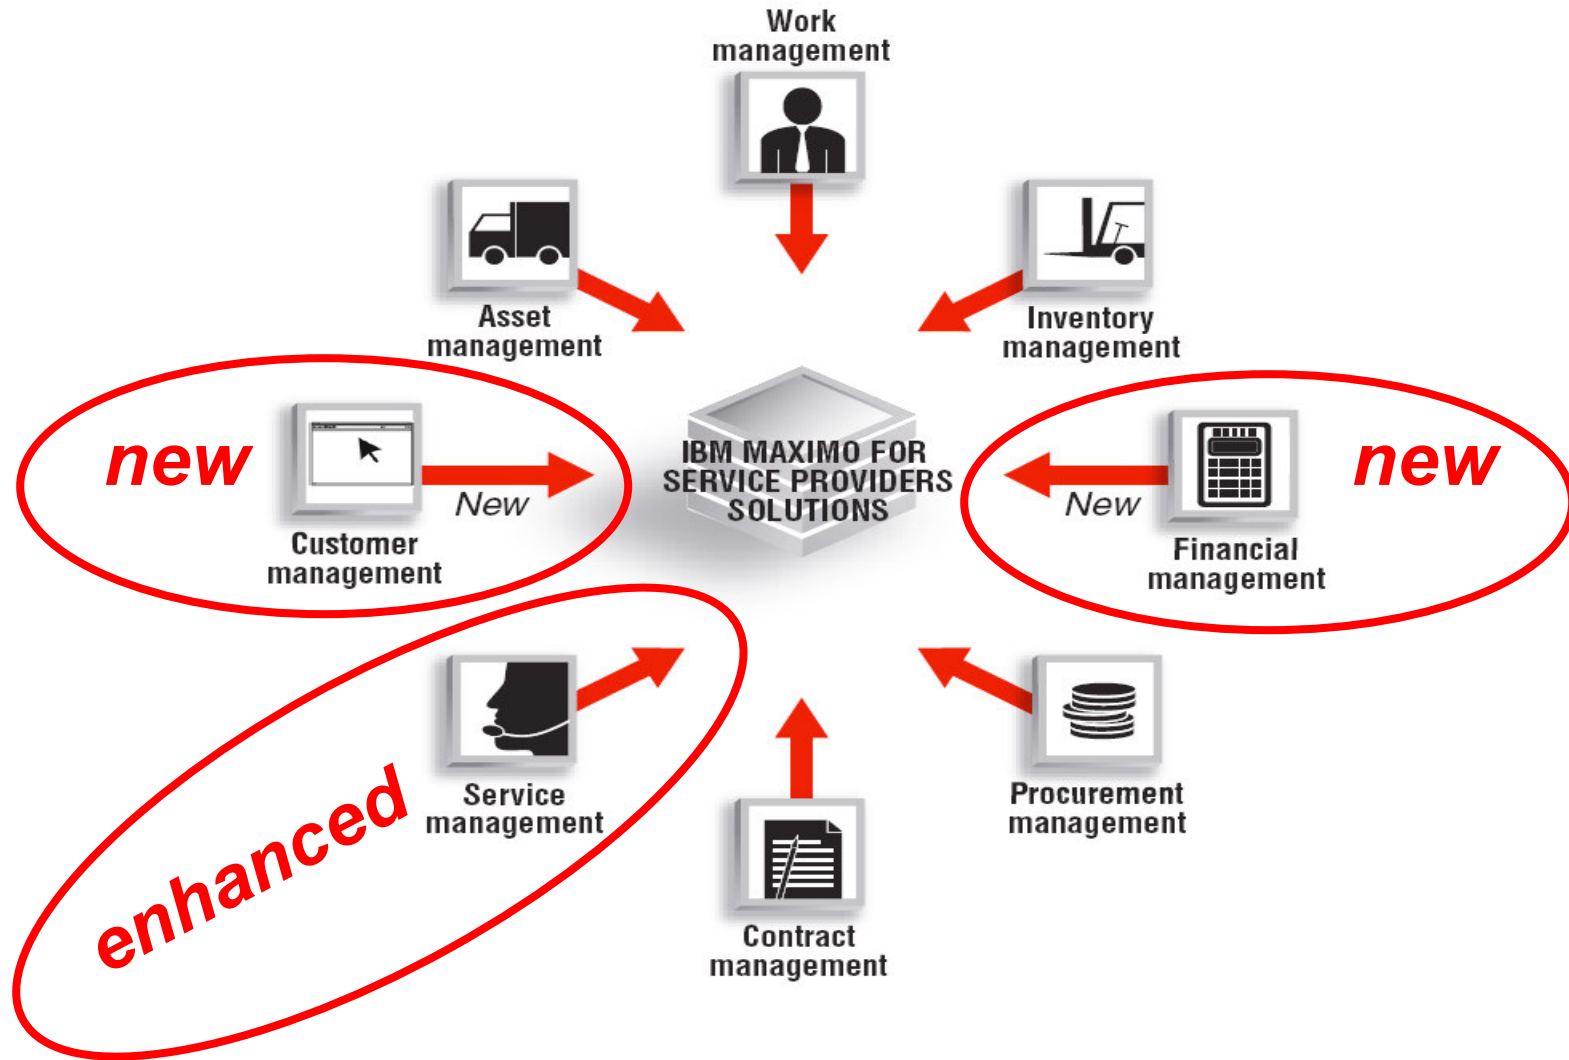 Work
management
Asset
management
Inventory
management
new
New
Customer
management
IBM MAXIMO FOR
SERVICE PROVIDERS
SOLUTIONS
new
New
Financial
management
enhanced
Service
management
Procurement
management
Contract
management